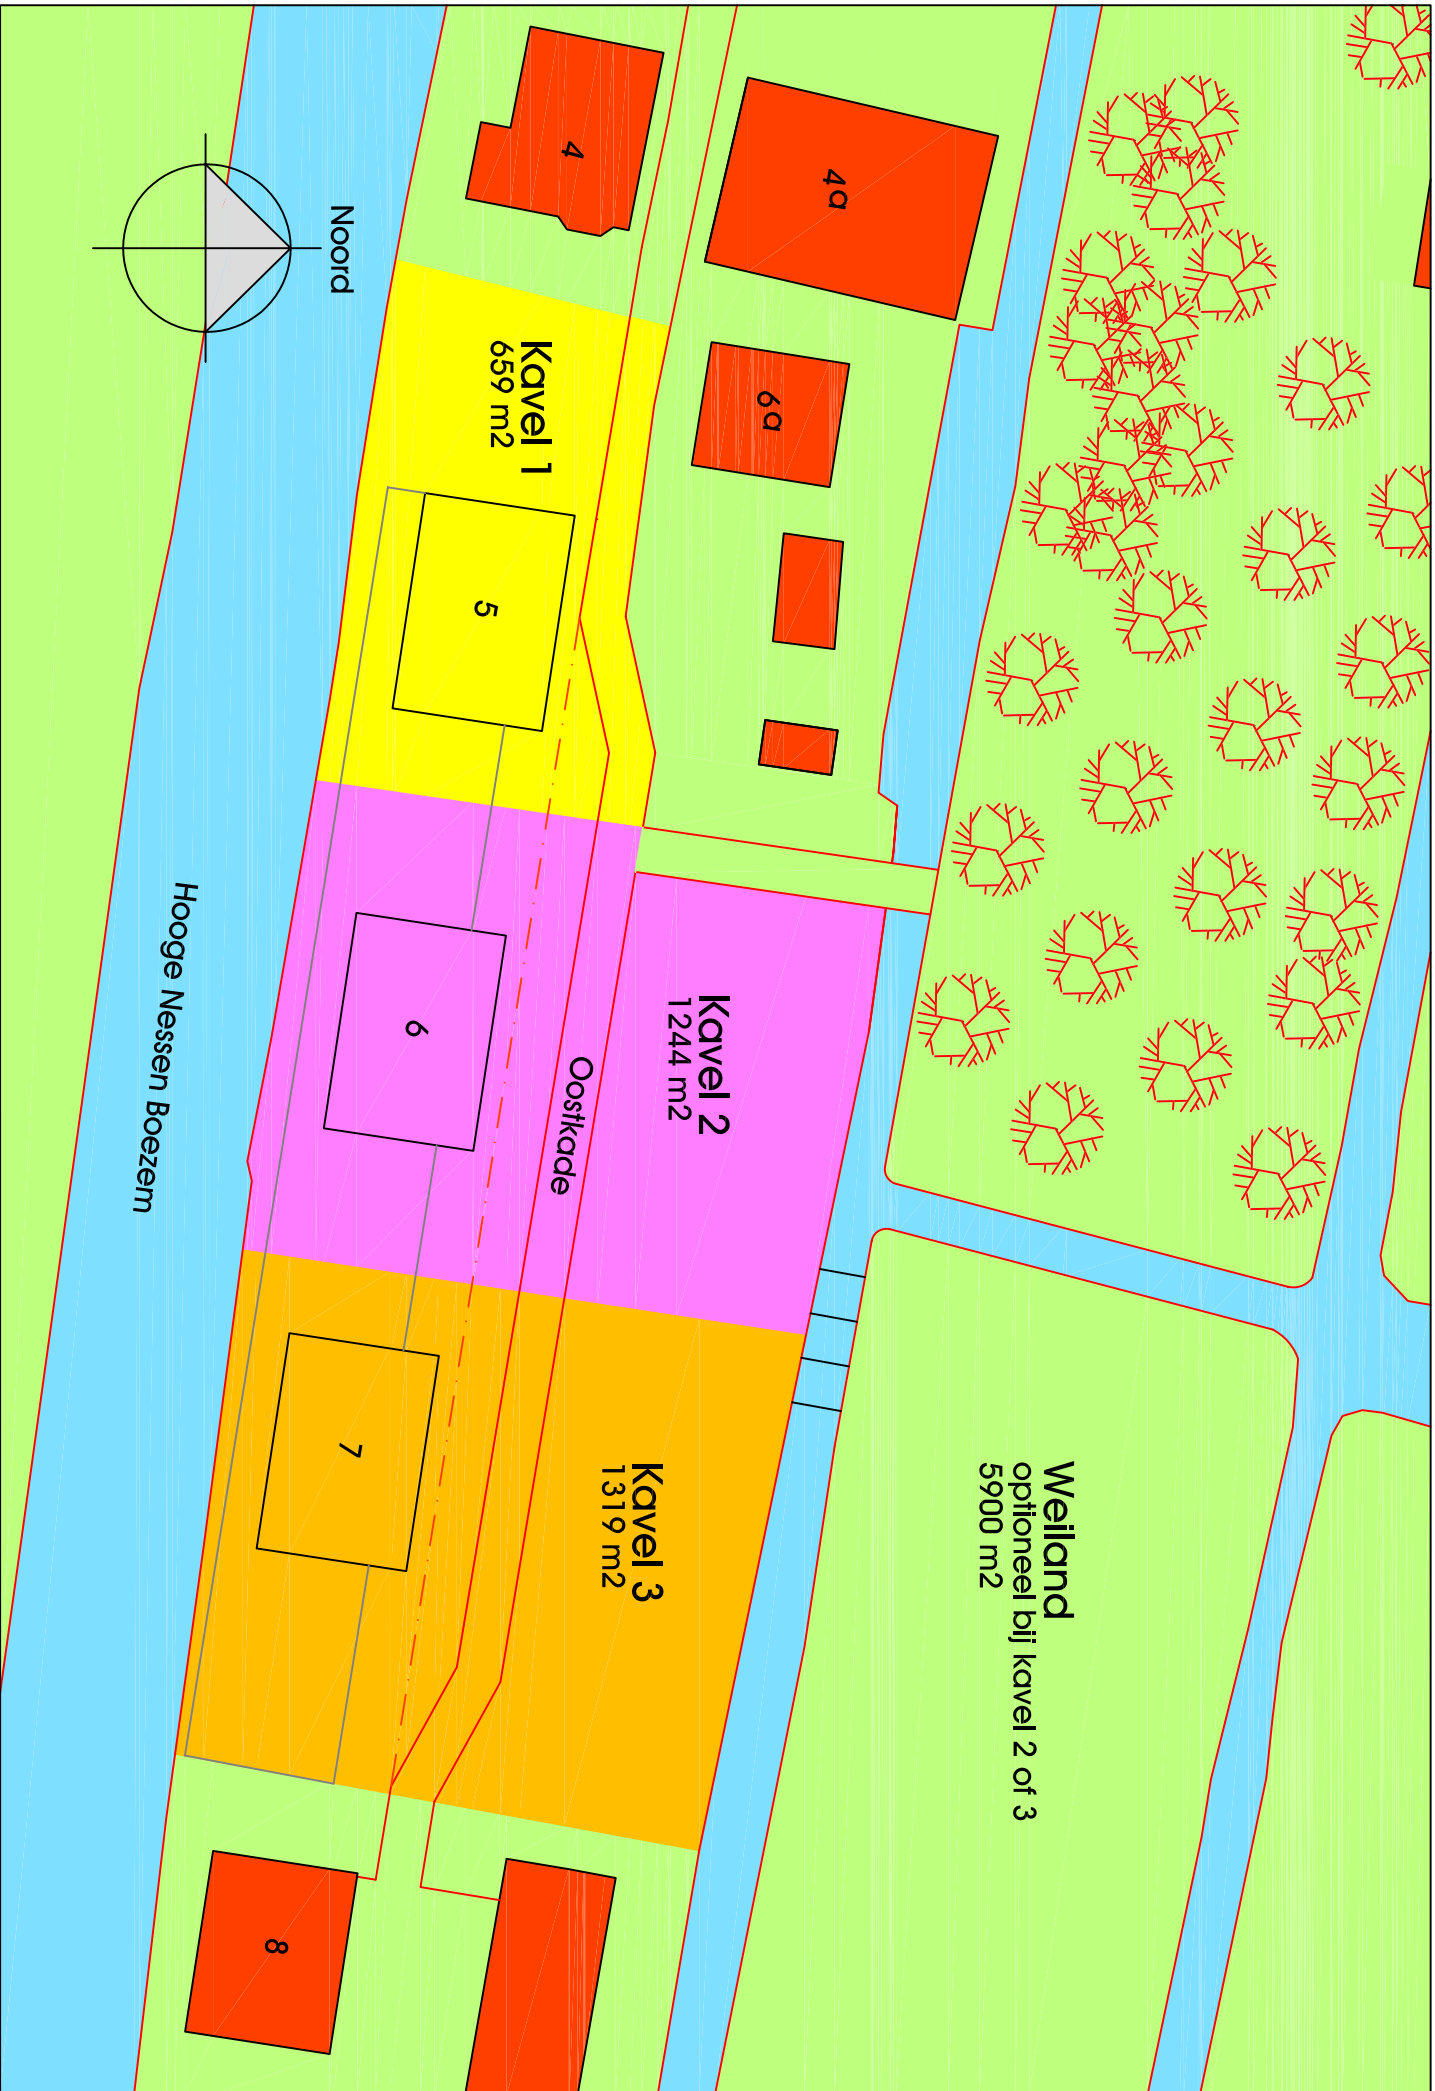 Noord
4
4a
6a
Kavel 1
659 m2
5
Kavel 2
1244 m2
6
Oostkade
Hooge Nessen Boezem
Kavel 3
1319 m2
7
Weiland
optioneel bij kavel 2 of 3
5900 m2
8